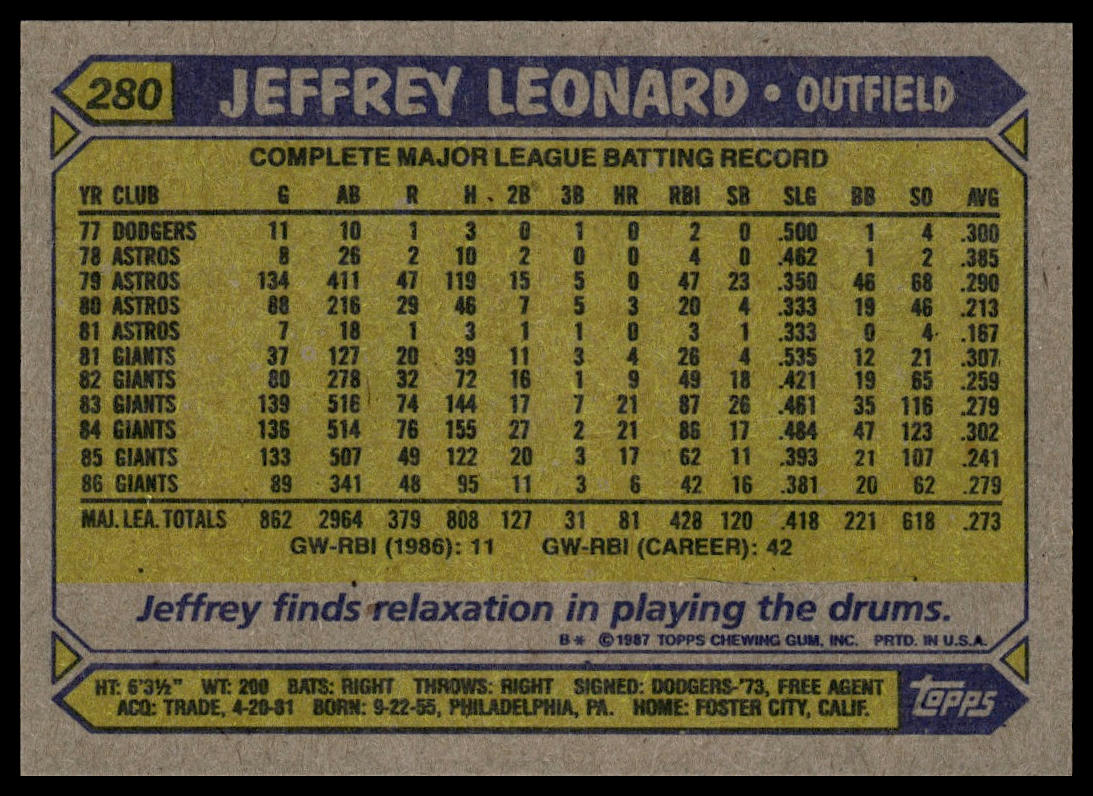 280 JEFFREY LEONARD • OUTFIELD
COMPLETE MAJOR LEAGUE BATTING RECORD
YR CLUB G AB R H 2B 3B HR RBI SB SLG BB SO AVG
77 DODGERS 11 10 1 3 0 1 0 2 0 .500 1 4 .300
78 ASTROS 8 26 2 10 2 0 0 4 0 .462 1 2 .385
79 ASTROS 134 411 47 119 15 5 0 47 23 .350 46 68 .290
80 ASTROS 88 216 29 46 7 5 3 20 4 .333 19 46 .213
81 ASTROS 7 18 1 3 1 1 0 3 1 .333 0 4 .167
81 GIANTS 37 127 20 39 11 3 4 26 4 .535 12 21 .307
82 GIANTS 80 278 32 72 16 1 9 49 18 .421 19 65 .259
83 GIANTS 139 516 74 144 17 7 21 87 26 .461 35 116 .279
84 GIANTS 136 514 76 155 27 2 21 86 17 .484 47 123 .302
85 GIANTS 133 507 49 122 20 3 17 62 11 .393 21 107 .241
86 GIANTS 89 341 48 95 11 3 6 42 16 .381 20 62 .279
MAJ. LEA. TOTALS 862 2964 379 808 127 31 81 428 120 .418 221 618 .273
GW-RBI (1986): 11 GW-RBI (CAREER): 42
Jeffrey finds relaxation in playing the drums.
B* ©1987 TOPPS CHEWING GUM, INC. PRTD. IN U.S.A.
HT: 6'3½" WT: 200 BATS: RIGHT THROWS: RIGHT SIGNED: DODGERS-'73, FREE AGENT
ACQ: TRADE, 4-20-81 BORN: 9-22-55, PHILADELPHIA, PA. HOME: FOSTER CITY, CALIF.
Topps